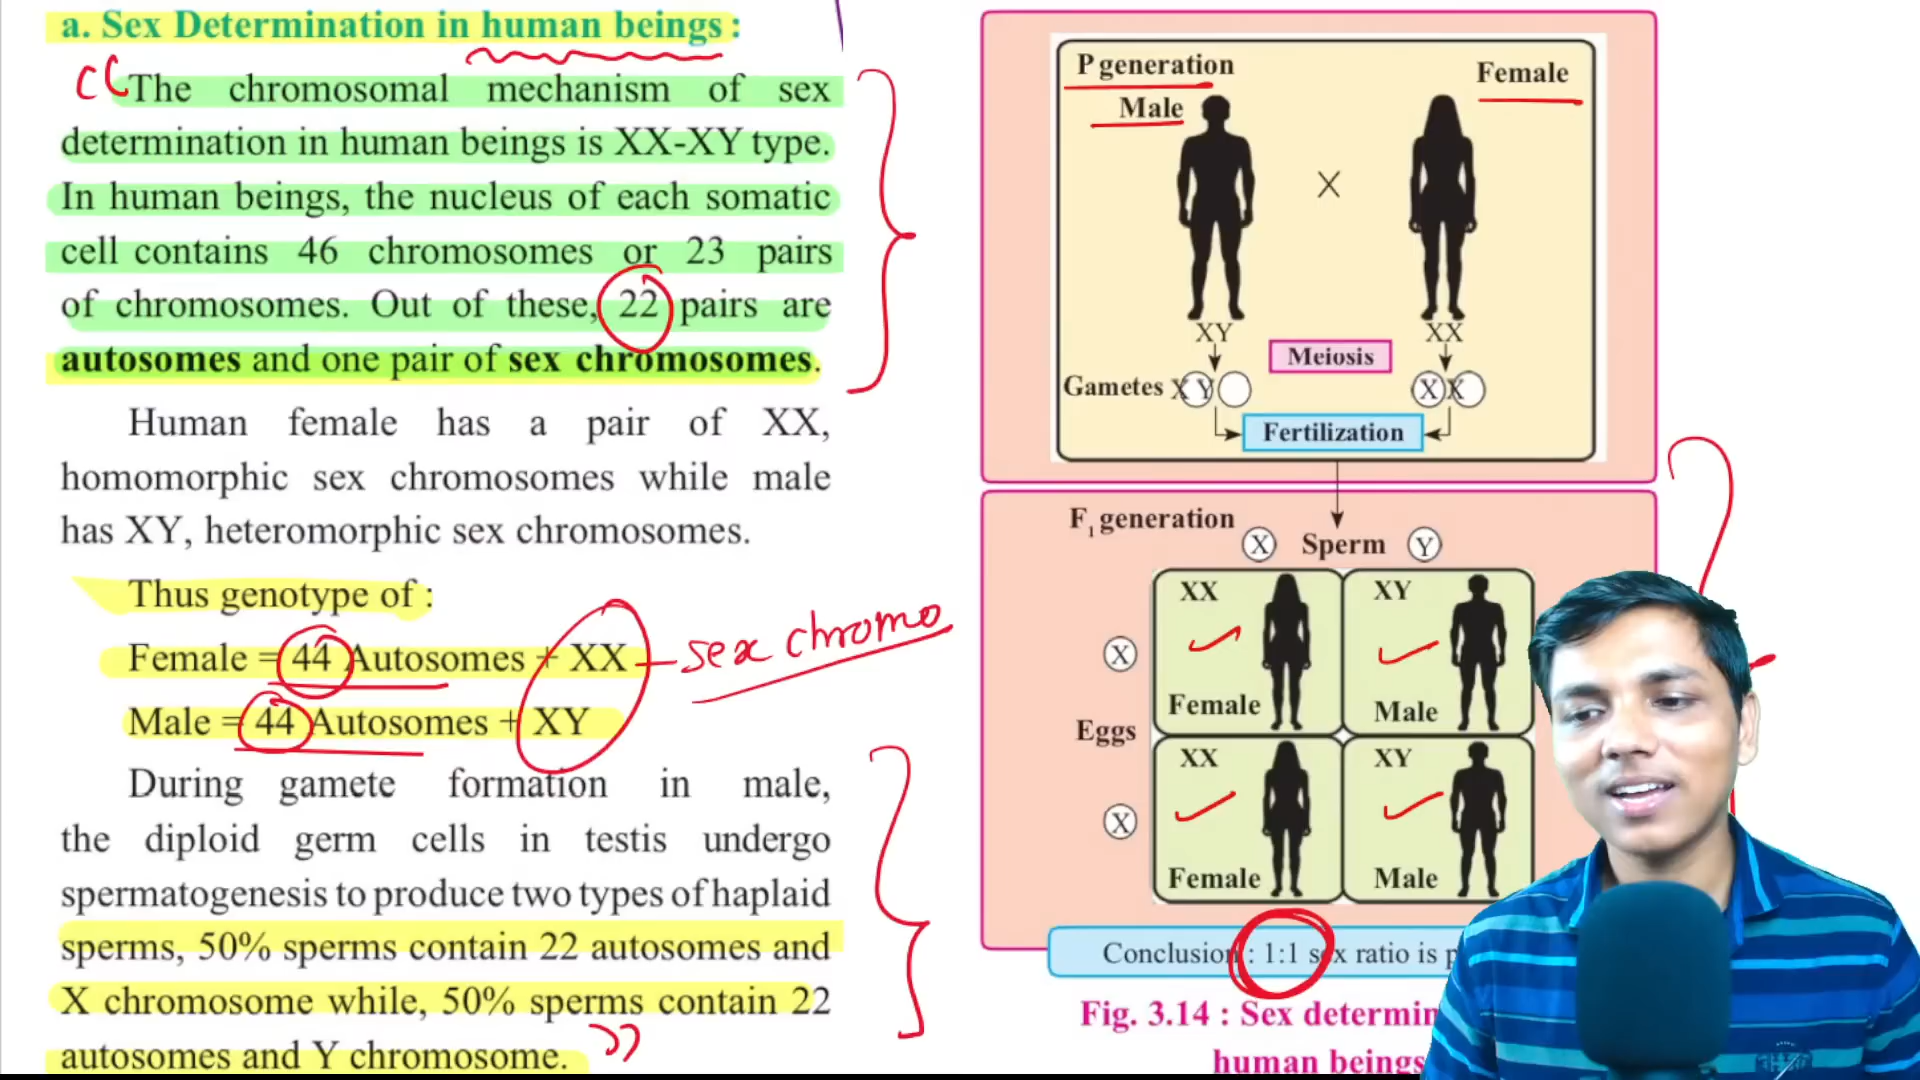 a. Sex Determination in human beings :
The chromosomal mechanism of sex
determination in human beings is XX-XY type.
In human beings, the nucleus of each somatic
cell contains 46 chromosomes or 23 pairs
of chromosomes. Out of these, 22 pairs are
autosomes and one pair of sex chromosomes.
Human female has a pair of XX,
homomorphic sex chromosomes while male
has XY, heteromorphic sex chromosomes.
Thus genotype of :
Female = 44 Autosomes + XX
sex chromo
Male = 44 Autosomes + XY
During gamete formation in male,
the diploid germ cells in testis undergo
spermatogenesis to produce two types of haplaid
sperms, 50% sperms contain 22 autosomes and
X chromosome while, 50% sperms contain 22
autosomes and Y chromosome.
P generation
Male
Female
X
XY
XX
Meiosis
Gametes X Y
X X
Fertilization
F1 generation
X Sperm Y
XX
XY
X
Female
Male
Eggs
XX
XY
X
Female
Male
Conclusion : 1:1 sex ratio is
Fig. 3.14 : Sex
human beings